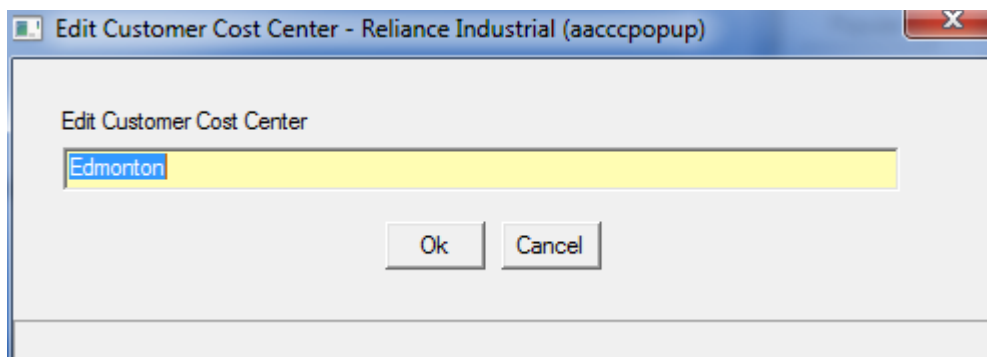 Edit Customer Cost Center - Reliance Industrial (aacccpopup)
Edit Customer Cost Center
Edmonton
Ok Cancel